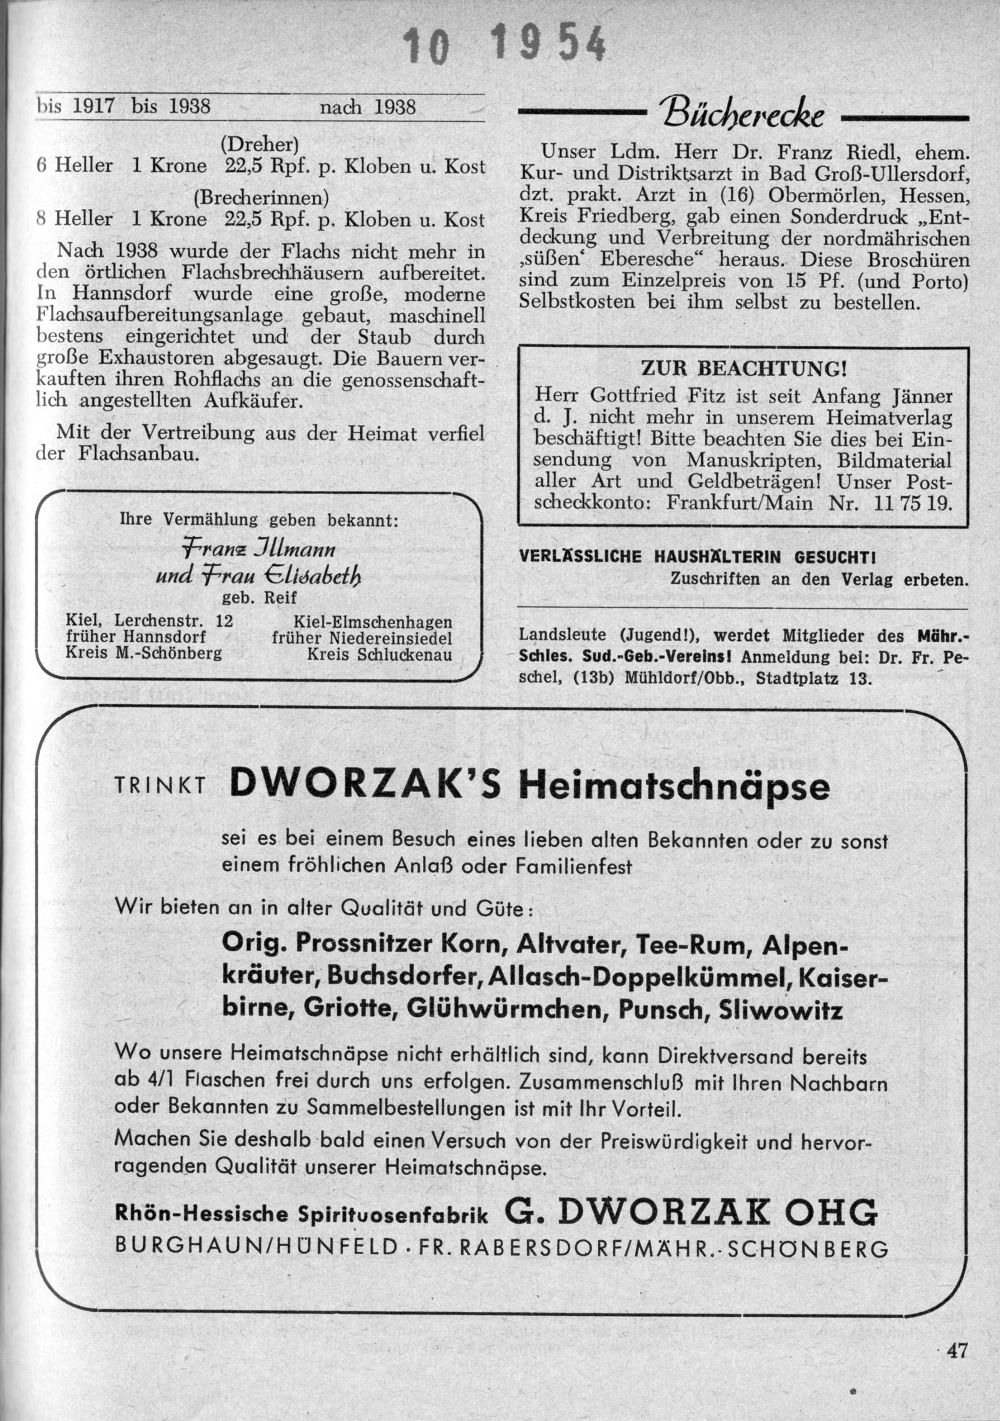 10 1954
bis 1917 bis 1938 nach 1938
(Dreher)
6 Heller 1 Krone 22,5 Rpf. p. Kloben u. Kost
(Brecherinnen)
8 Heller 1 Krone 22,5 Rpf. p. Kloben u. Kost
Nach 1938 wurde der Flachs nicht mehr in
den örtlichen Flachsbrechhäusern aufbereitet.
In Hannsdorf wurde eine große, moderne
Flachsaufbereitungsanlage gebaut, maschinell
bestens eingerichtet und der Staub durch
große Exhaustoren abgesaugt. Die Bauern ver-
kauften ihren Rohflachs an die genossenschaft-
lich angestellten Aufkäufer.
Mit der Vertreibung aus der Heimat verfiel
der Flachsanbau.
Ihre Vermählung geben bekannt:
Franz Illmann
und Frau Elisabeth
geb. Reif
Kiel, Lerchenstr. 12 Kiel-Elmschenhagen
früher Hannsdorf früher Niedereinsiedel
Kreis M.-Schönberg Kreis Schluckenau
Bücherecke
Unser Ldm. Herr Dr. Franz Riedl, ehem.
Kur- und Distriktsarzt in Bad Groß-Ullersdorf,
dzt. prakt. Arzt in (16) Obermörlen, Hessen,
Kreis Friedberg, gab einen Sonderdruck „Ent-
deckung und Verbreitung der nordmährischen
‚süßen‘ Eberesche“ heraus. Diese Broschüren
sind zum Einzelpreis von 15 Pf. (und Porto)
Selbstkosten bei ihm selbst zu bestellen.
ZUR BEACHTUNG!
Herr Gottfried Fitz ist seit Anfang Jänner
d. J. nicht mehr in unserem Heimatverlag
beschäftigt! Bitte beachten Sie dies bei Ein-
sendung von Manuskripten, Bildmaterial
aller Art und Geldbeträgen! Unser Post-
scheckkonto: Frankfurt/Main Nr. 11 75 19.
VERLÄSSLICHE HAUSHÄLTERIN GESUCHT!
Zuschriften an den Verlag erbeten.
Landsleute (Jugend!), werdet Mitglieder des Mähr.-
Schles. Sud.-Geb.-Vereins! Anmeldung bei: Dr. Fr. Pe-
schel, (13b) Mühldorf/Obb., Stadtplatz 13.
TRINKT DWORZAK'S Heimatschnäpse
sei es bei einem Besuch eines lieben alten Bekannten oder zu sonst
einem fröhlichen Anlaß oder Familienfest
Wir bieten an in alter Qualität und Güte:
Orig. Prossnitzer Korn, Altvater, Tee-Rum, Alpen-
kräuter, Buchsdorfer, Allasch-Doppelkümmel, Kaiser-
birne, Griotte, Glühwürmchen, Punsch, Sliwowitz
Wo unsere Heimatschnäpse nicht erhältlich sind, kann Direktversand bereits
ab 4/1 Flaschen frei durch uns erfolgen. Zusammenschluß mit Ihren Nachbarn
oder Bekannten zu Sammelbestellungen ist mit Ihr Vorteil.
Machen Sie deshalb bald einen Versuch von der Preiswürdigkeit und hervor-
ragenden Qualität unserer Heimatschnäpse.
Rhön-Hessische Spirituosenfabrik G. DWORZAK OHG
BURGHAUN/HÜNFELD · FR. RABERSDORF/MÄHR.-SCHÖNBERG
47